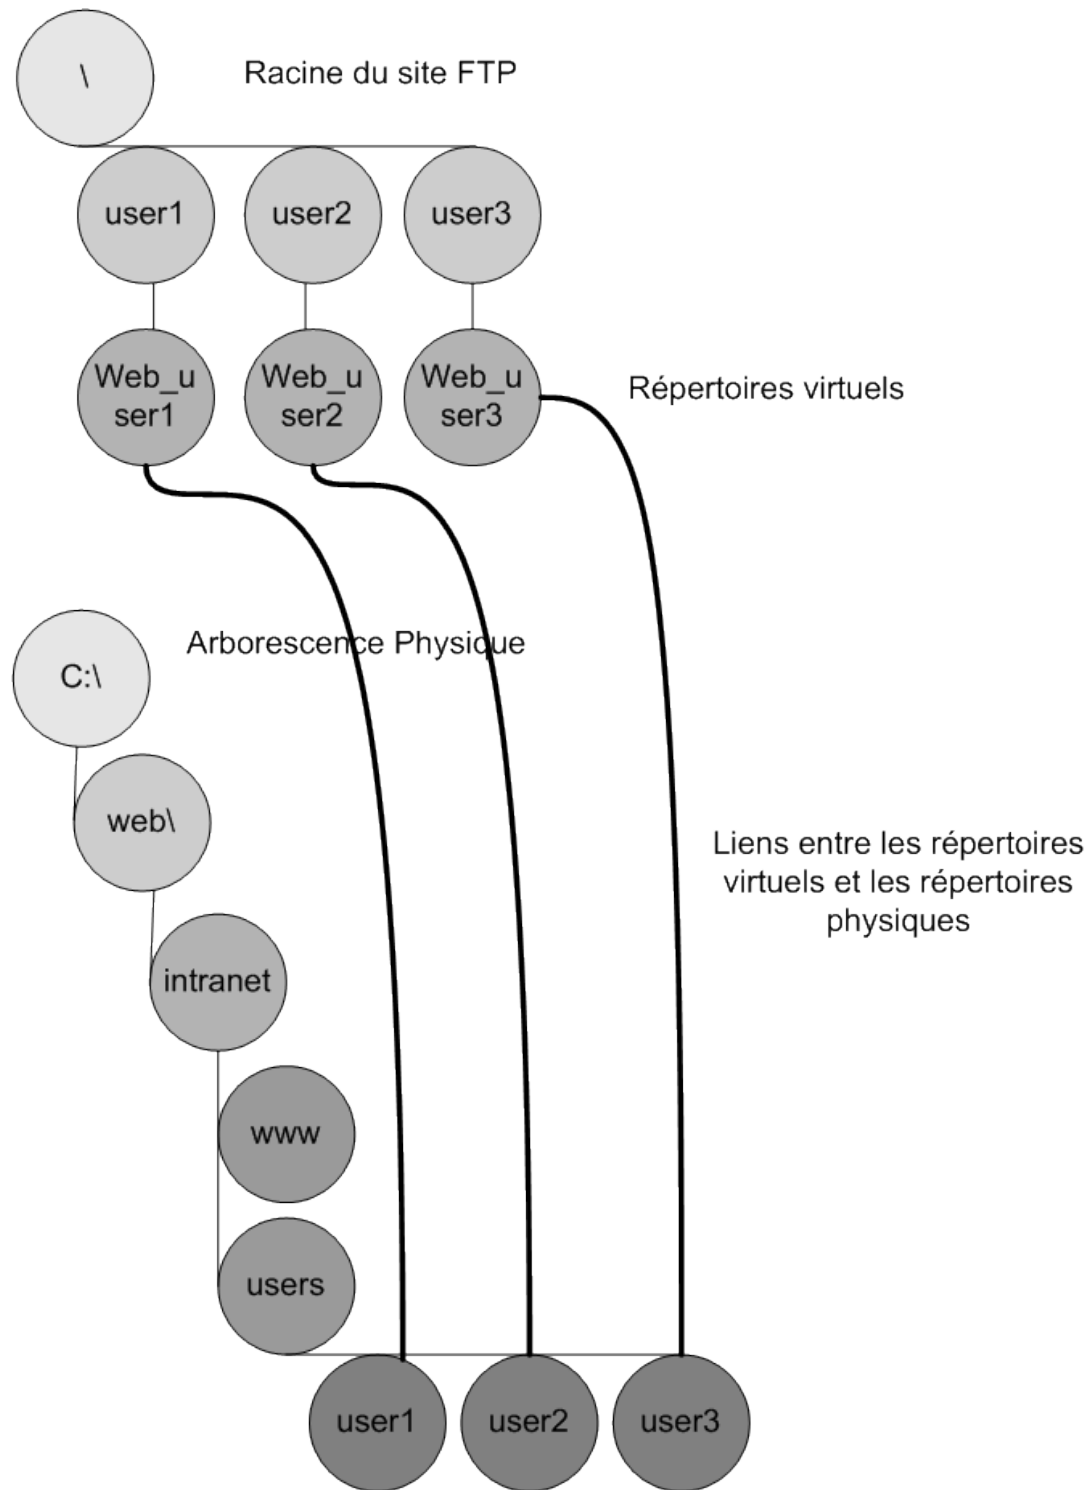 \
Racine du site FTP
user1
user2
user3
Web_u
ser1
Web_u
ser2
Web_u
ser3
Répertoires virtuels
Arborescence Physique
C:\
web\
Liens entre les répertoires
virtuels et les répertoires
physiques
intranet
www
users
user1
user2
user3